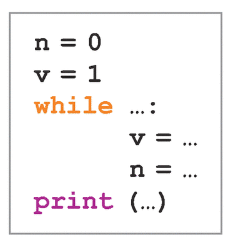 n = 0
v = 1
while …:
v = …
n = …
print (…)